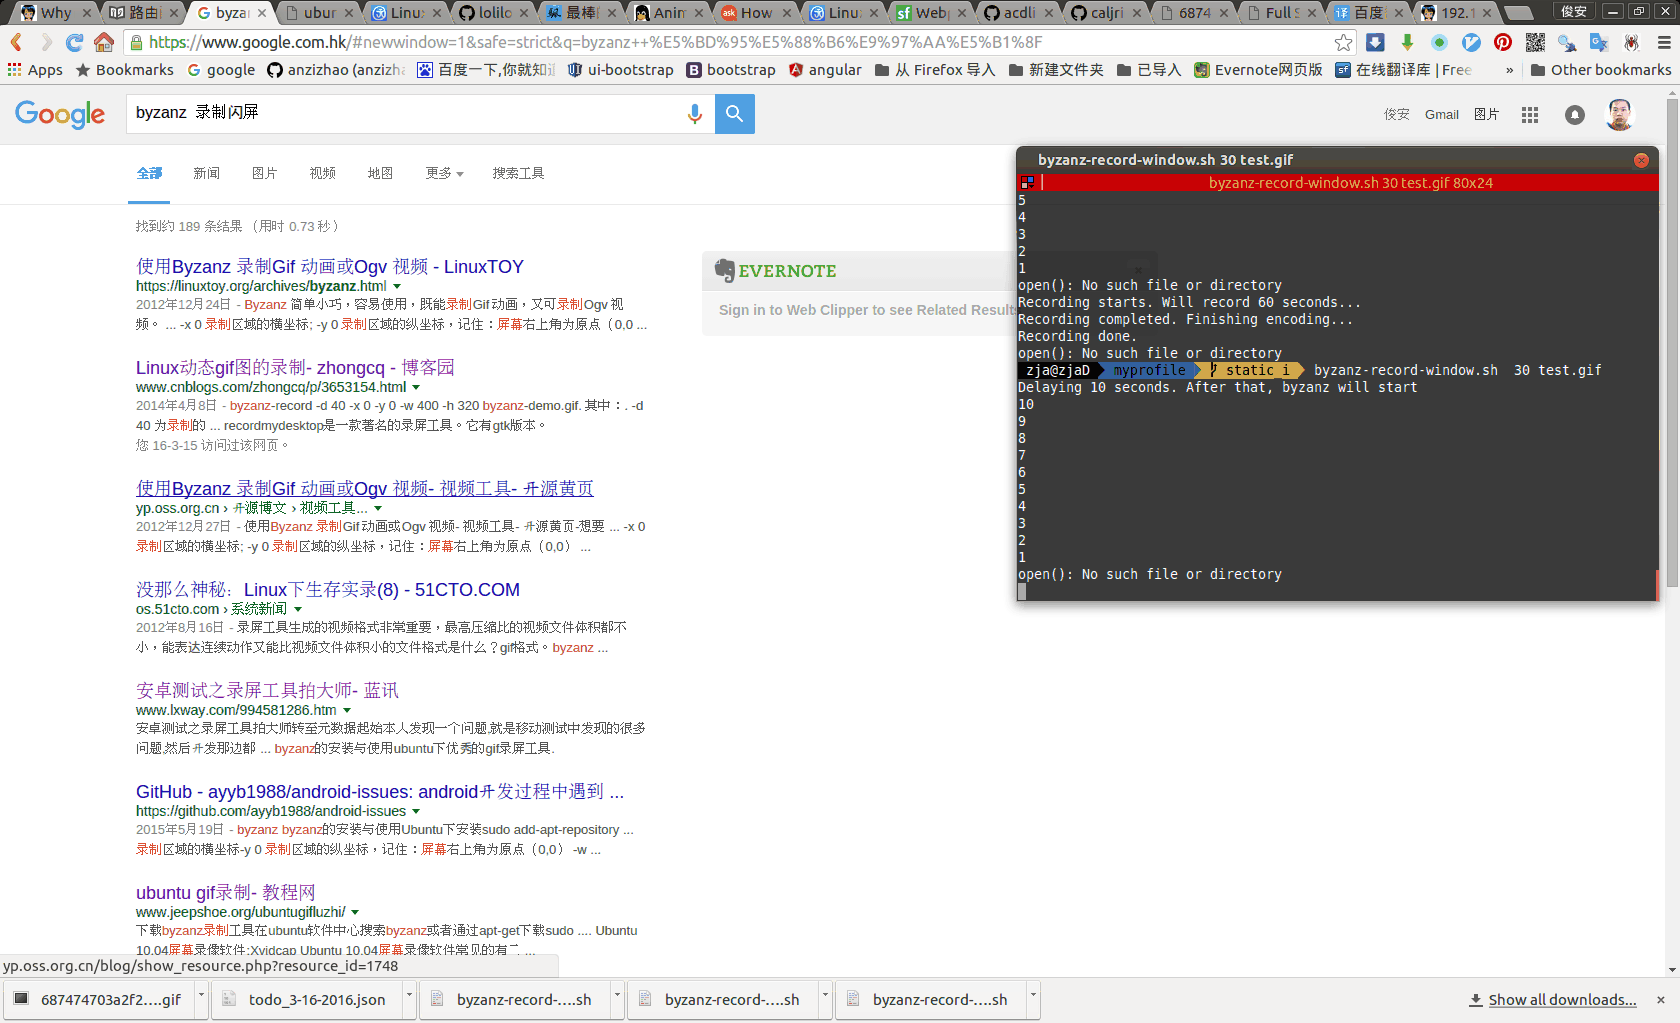 Why
路由
byzan
ubur
Linu
lolilo
最棒
Anim
How
Linu
Web
acdli
caljri
6874
Full S
百度
192.1
俊安
https://www.google.com.hk/#newwindow=1&safe=strict&q=byzanz++%E5%BD%95%E5%88%B6%E9%97%AA%E5%B1%8F
Apps Bookmarks google anzizhao (anzizha 百度一下,你就知道 ui-bootstrap bootstrap angular 从 Firefox 导入 新建文件夹 已导入 Evernote网页版 在线翻译库 | Free » Other bookmarks
Google byzanz 录制闪屏
俊安 Gmail 图片
全部 新闻 图片 视频 地图 更多 搜索工具
找到约 189 条结果 （用时 0.73 秒）
使用Byzanz 录制Gif 动画或Ogv 视频 - LinuxTOY
https://linuxtoy.org/archives/byzanz.html
2012年12月24日 - Byzanz 简单小巧，容易使用，既能录制Gif 动画，又可录制Ogv 视
频。 ... -x 0 录制区域的横坐标; -y 0 录制区域的纵坐标，记住：屏幕右上角为原点（0,0 ...
Linux动态gif图的录制- zhongcq - 博客园
www.cnblogs.com/zhongcq/p/3653154.html
2014年4月8日 - byzanz-record -d 40 -x 0 -y 0 -w 400 -h 320 byzanz-demo.gif. 其中：. -d
40 为录制的 ... recordmydesktop是一款著名的录屏工具。它有gtk版本。
您 16-3-15 访问过该网页。
使用Byzanz 录制Gif 动画或Ogv 视频- 视频工具- 开源黄页
yp.oss.org.cn › 开源博文 › 视频工具...
2012年12月27日 - 使用Byzanz 录制Gif 动画或Ogv 视频- 视频工具- 开源黄页-想要 ... -x 0
录制区域的横坐标; -y 0 录制区域的纵坐标，记住：屏幕右上角为原点（0,0） ...
没那么神秘：Linux下生存实录(8) - 51CTO.COM
os.51cto.com › 系统新闻
2012年8月16日 - 录屏工具生成的视频格式非常重要，最高压缩比的视频文件体积都不
小，能表达连续动作又能比视频文件体积小的文件格式是什么？gif格式。byzanz ...
安卓测试之录屏工具拍大师- 蓝讯
www.lxway.com/994581286.htm
安卓测试之录屏工具拍大师转至元数据起始本人发现一个问题,就是移动测试中发现的很多
问题,然后开发那边都 ... byzanz的安装与使用ubuntu下优秀的gif录屏工具.
GitHub - ayyb1988/android-issues: android开发过程中遇到 ...
https://github.com/ayyb1988/android-issues
2015年5月19日 - byzanz byzanz的安装与使用Ubuntu下安装sudo add-apt-repository ...
录制区域的横坐标-y 0 录制区域的纵坐标，记住：屏幕右上角为原点（0,0） -w ...
ubuntu gif录制- 教程网
www.jeepshoe.org/ubuntugifluzhi/
下载byzanz录制工具在ubuntu软件中心搜索byzanz或者通过apt-get下载sudo .... Ubuntu
10.04屏幕录像软件:Xvidcap Ubuntu 10.04屏幕录像软件常见的有二 ...
EVERNOTE
Sign in to Web Clipper to see Related Results
byzanz-record-window.sh 30 test.gif
byzanz-record-window.sh 30 test.gif 80x24
5
4
3
2
1
open(): No such file or directory
Recording starts. Will record 60 seconds...
Recording completed. Finishing encoding...
Recording done.
open(): No such file or directory
zja@zjaD myprofile static i byzanz-record-window.sh 30 test.gif
Delaying 10 seconds. After that, byzanz will start
10
9
8
7
6
5
4
3
2
1
open(): No such file or directory
yp.oss.org.cn/blog/show_resource.php?resource_id=1748
687474703a2f2....gif todo_3-16-2016.json byzanz-record-....sh byzanz-record-....sh byzanz-record-....sh Show all downloads...